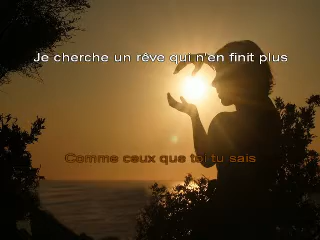 Je cherche un rêve qui n'en finit plus
Comme ceux que toi tu sais